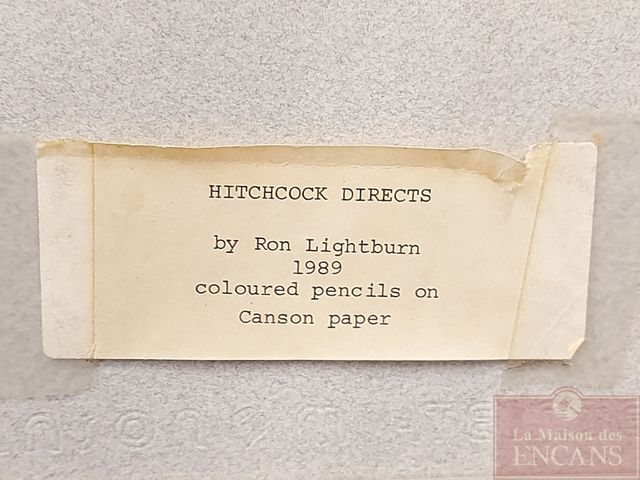 HITCHCOCK DIRECTS
by Ron Lightburn
1989
coloured pencils on
Canson paper
La Maison des
ENCANS